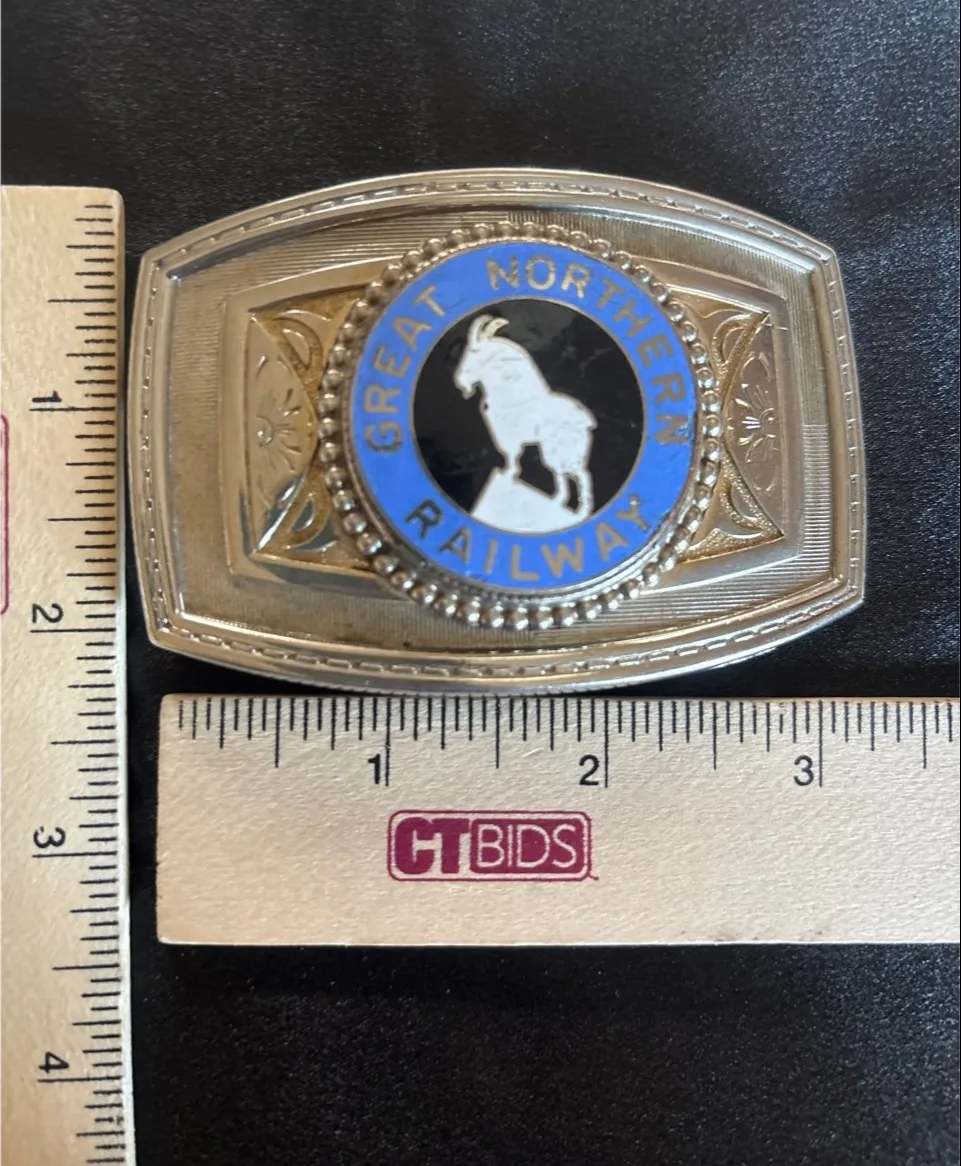 GREAT NORTHERN
RAILWAY
1
2
3
4
1 2 3
CTBIDS